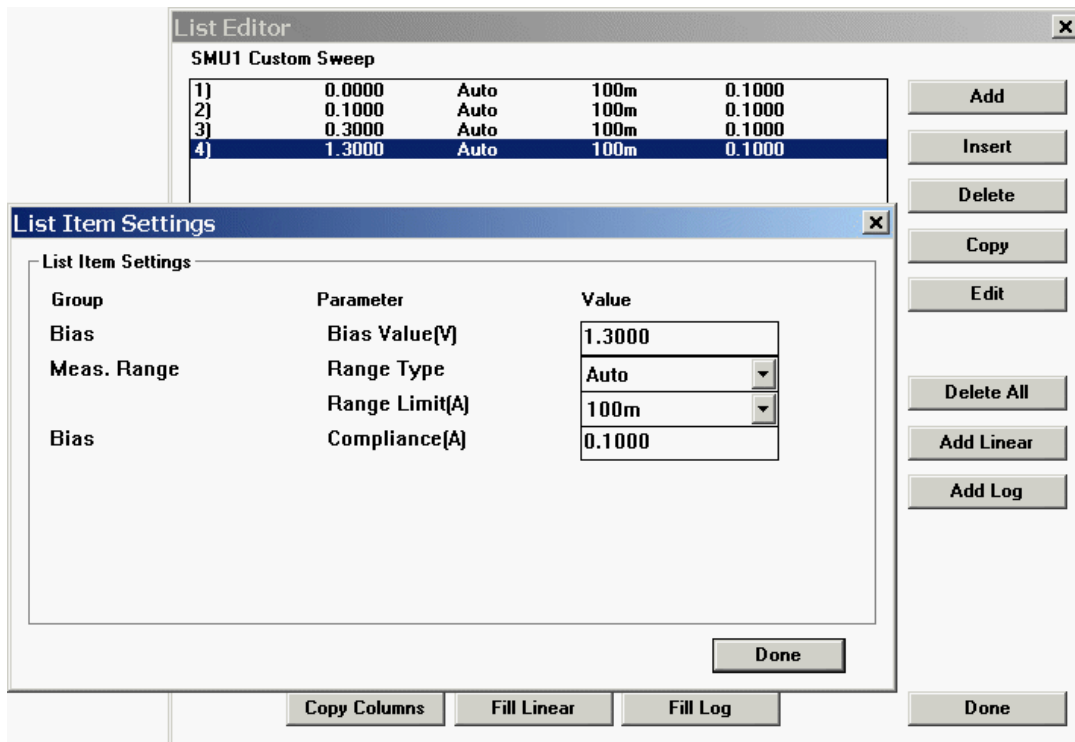 List Editor
SMU1 Custom Sweep
1) 0.0000 Auto 100m 0.1000
2) 0.1000 Auto 100m 0.1000
3) 0.3000 Auto 100m 0.1000
4) 1.3000 Auto 100m 0.1000
Add
Insert
Delete
Copy
Edit
Delete All
Add Linear
Add Log
List Item Settings
List Item Settings
Group Parameter Value
Bias Bias Value(V) 1.3000
Meas. Range Range Type Auto
Range Limit(A) 100m
Bias Compliance(A) 0.1000
Done
Copy Columns Fill Linear Fill Log Done